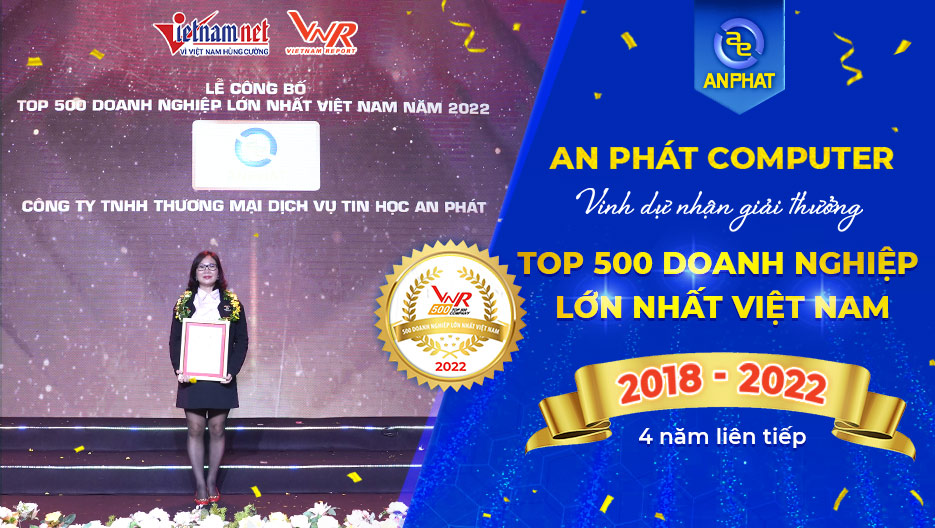 Vietnamnet
VÌ VIỆT NAM HÙNG CƯỜNG
VNR
VIETNAM REPORT
LỄ CÔNG BỐ
TOP 500 DOANH NGHIỆP LỚN NHẤT VIỆT NAM NĂM 2022
CÔNG TY TNHH THƯƠNG MẠI DỊCH VỤ TIN HỌC AN PHÁT
VNR
500
TOP 500
COMPANY
500 DOANH NGHIỆP LỚN NHẤT VIỆT NAM
2022
ANPHAT
AN PHÁT COMPUTER
Vinh dự nhận giải thưởng
TOP 500 DOANH NGHIỆP
LỚN NHẤT VIỆT NAM
2018 - 2022
4 năm liên tiếp